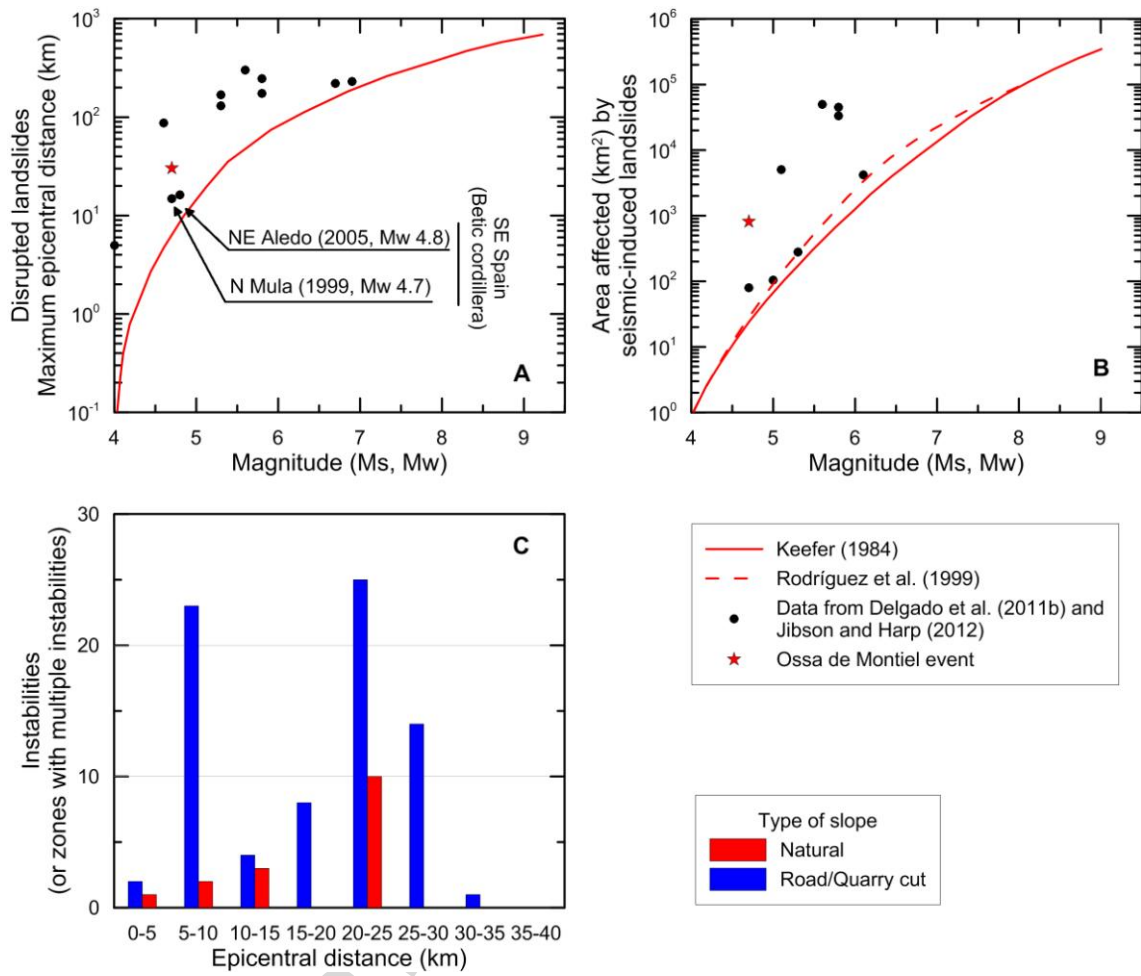 Disrupted landslides
Maximum epicentral distance (km)
10³
10²
10¹
10⁰
10⁻¹
4 5 6 7 8 9
Magnitude (Ms, Mw)
NE Aledo (2005, Mw 4.8)
N Mula (1999, Mw 4.7)
SE Spain
(Betic cordillera)
A
Area affected (km²) by
seismic-induced landslides
10⁶
10⁵
10⁴
10³
10²
10¹
10⁰
4 5 6 7 8 9
Magnitude (Ms, Mw)
B
Instabilities
(or zones with multiple instabilities)
30
20
10
0
C
0-5 5-10 10-15 15-20 20-25 25-30 30-35 35-40
Epicentral distance (km)
Keefer (1984)
Rodríguez et al. (1999)
Data from Delgado et al. (2011b) and
Jibson and Harp (2012)
Ossa de Montiel event
Type of slope
Natural
Road/Quarry cut